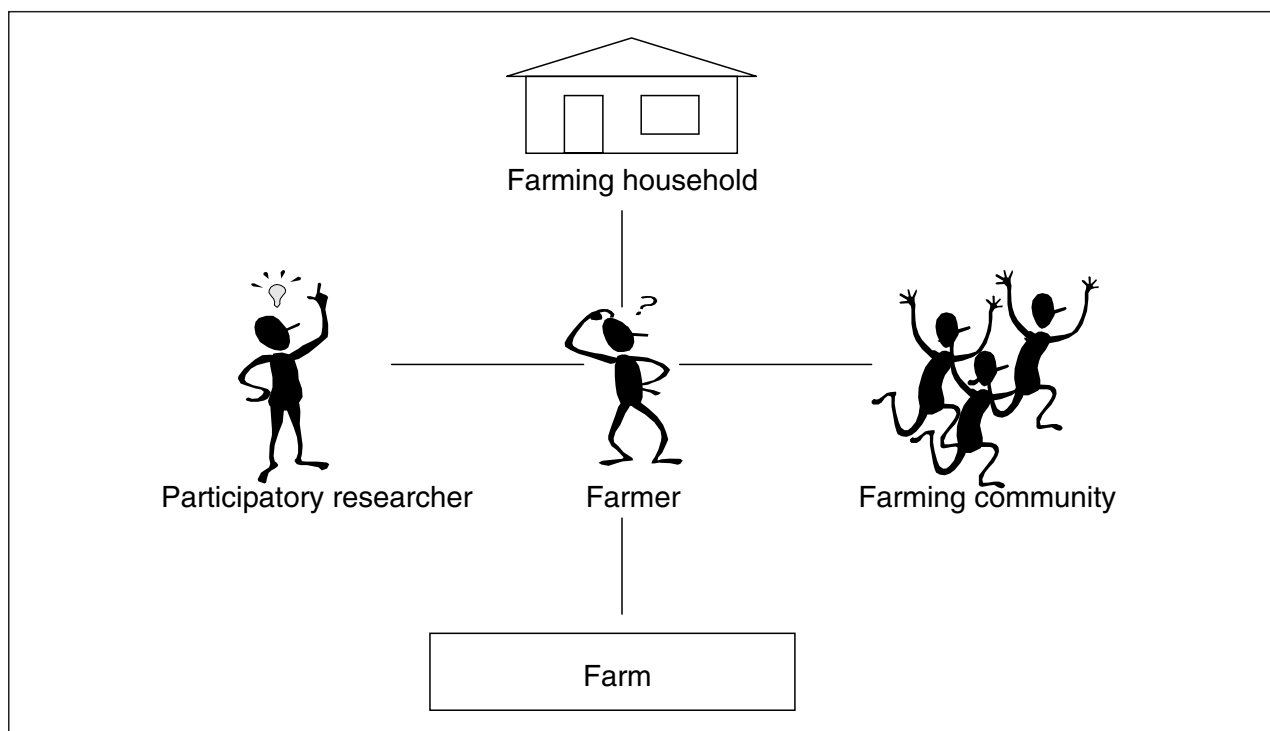 Farming household
?
Participatory researcher
Farmer
Farming community
Farm